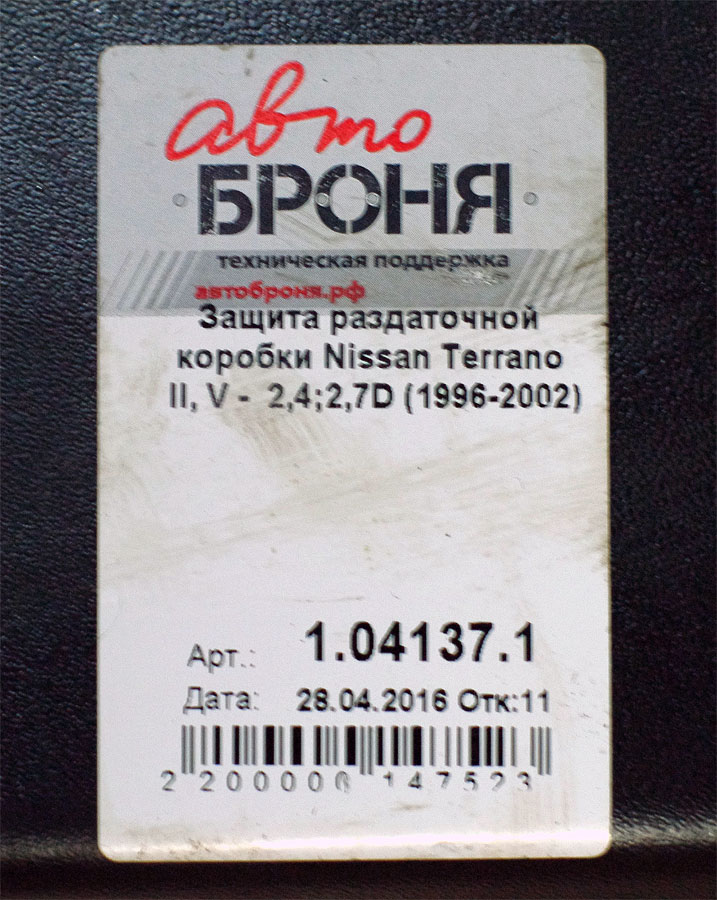 авто
БРОНЯ
техническая поддержка
автоброня.рф
Защита раздаточной
коробки Nissan Terrano
II, V - 2,4;2,7D (1996-2002)
Арт.: 1.04137.1
Дата: 28.04.2016 Отк:11
2 200000 147523